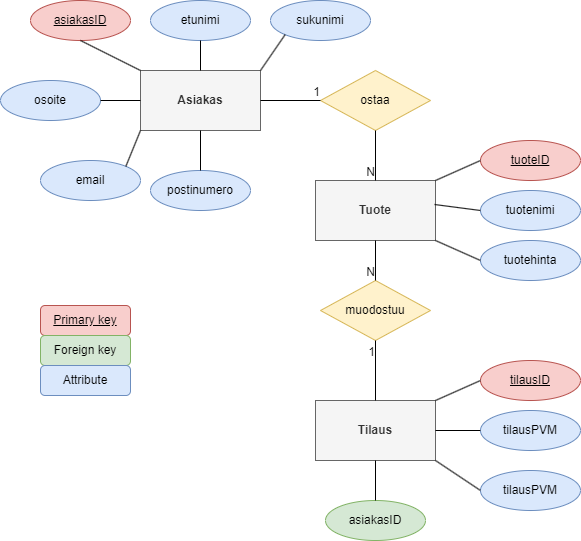 asiakasID
etunimi
sukunimi
osoite
Asiakas
1
ostaa
email
postinumero
N
tuoteID
Tuote
tuotenimi
tuotehinta
N
muodostuu
1
Primary key
Foreign key
Attribute
tilausID
Tilaus
tilausPVM
tilausPVM
asiakasID